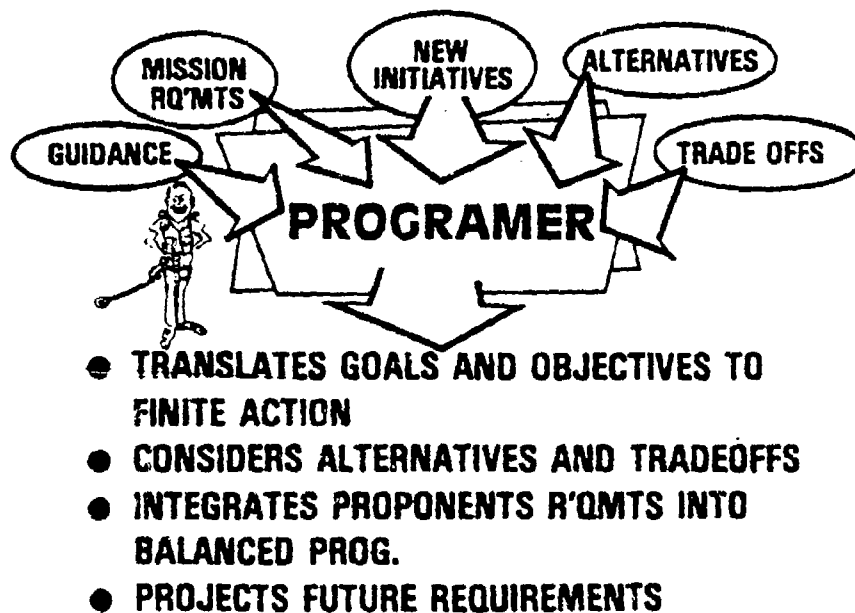 NEW
INITIATIVES
MISSION
RQ'MTS
ALTERNATIVES
GUIDANCE
TRADE OFFS
PROGRAMER
● TRANSLATES GOALS AND OBJECTIVES TO
FINITE ACTION
● CONSIDERS ALTERNATIVES AND TRADEOFFS
● INTEGRATES PROPONENTS R'QMTS INTO
BALANCED PROG.
● PROJECTS FUTURE REQUIREMENTS